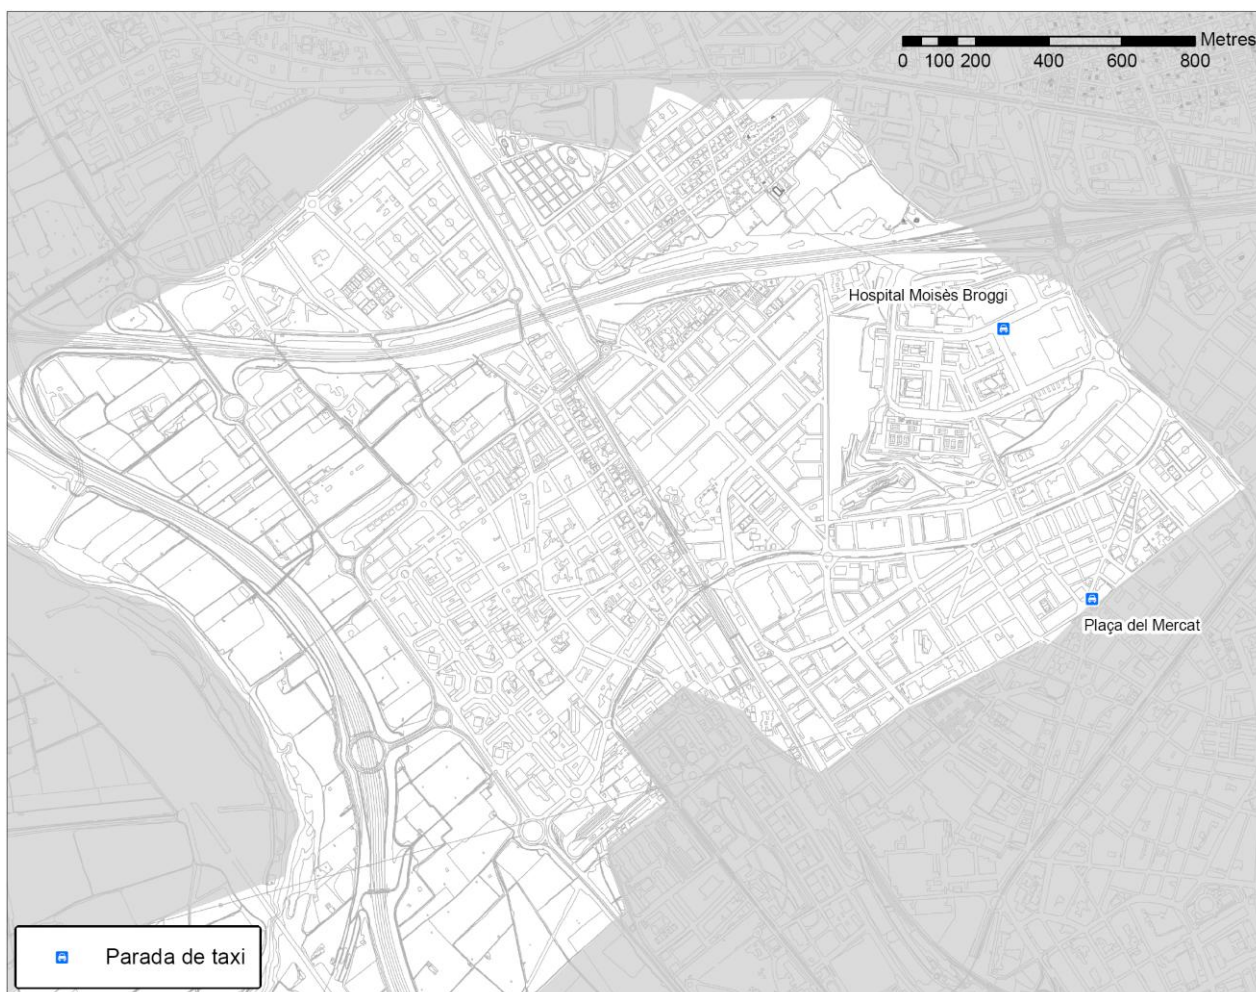 Metres
0 100 200 400 600 800
Hospital Moisès Broggi
Plaça del Mercat
Parada de taxi